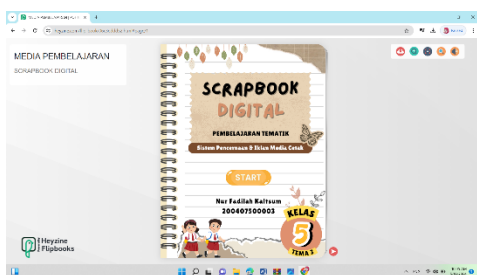 MEDIA PEMBELAJARAN
SCRAPBOOK DIGITAL
SCRAPBOOK
DIGITAL
PEMBELAJARAN TEMATIK
Sistem Pencernaan & Iklan Media Cetak
START
Nur Fadilah Kaltsum
200407500003
KELAS
5
TEMA 3
Heyzine
Flipbooks